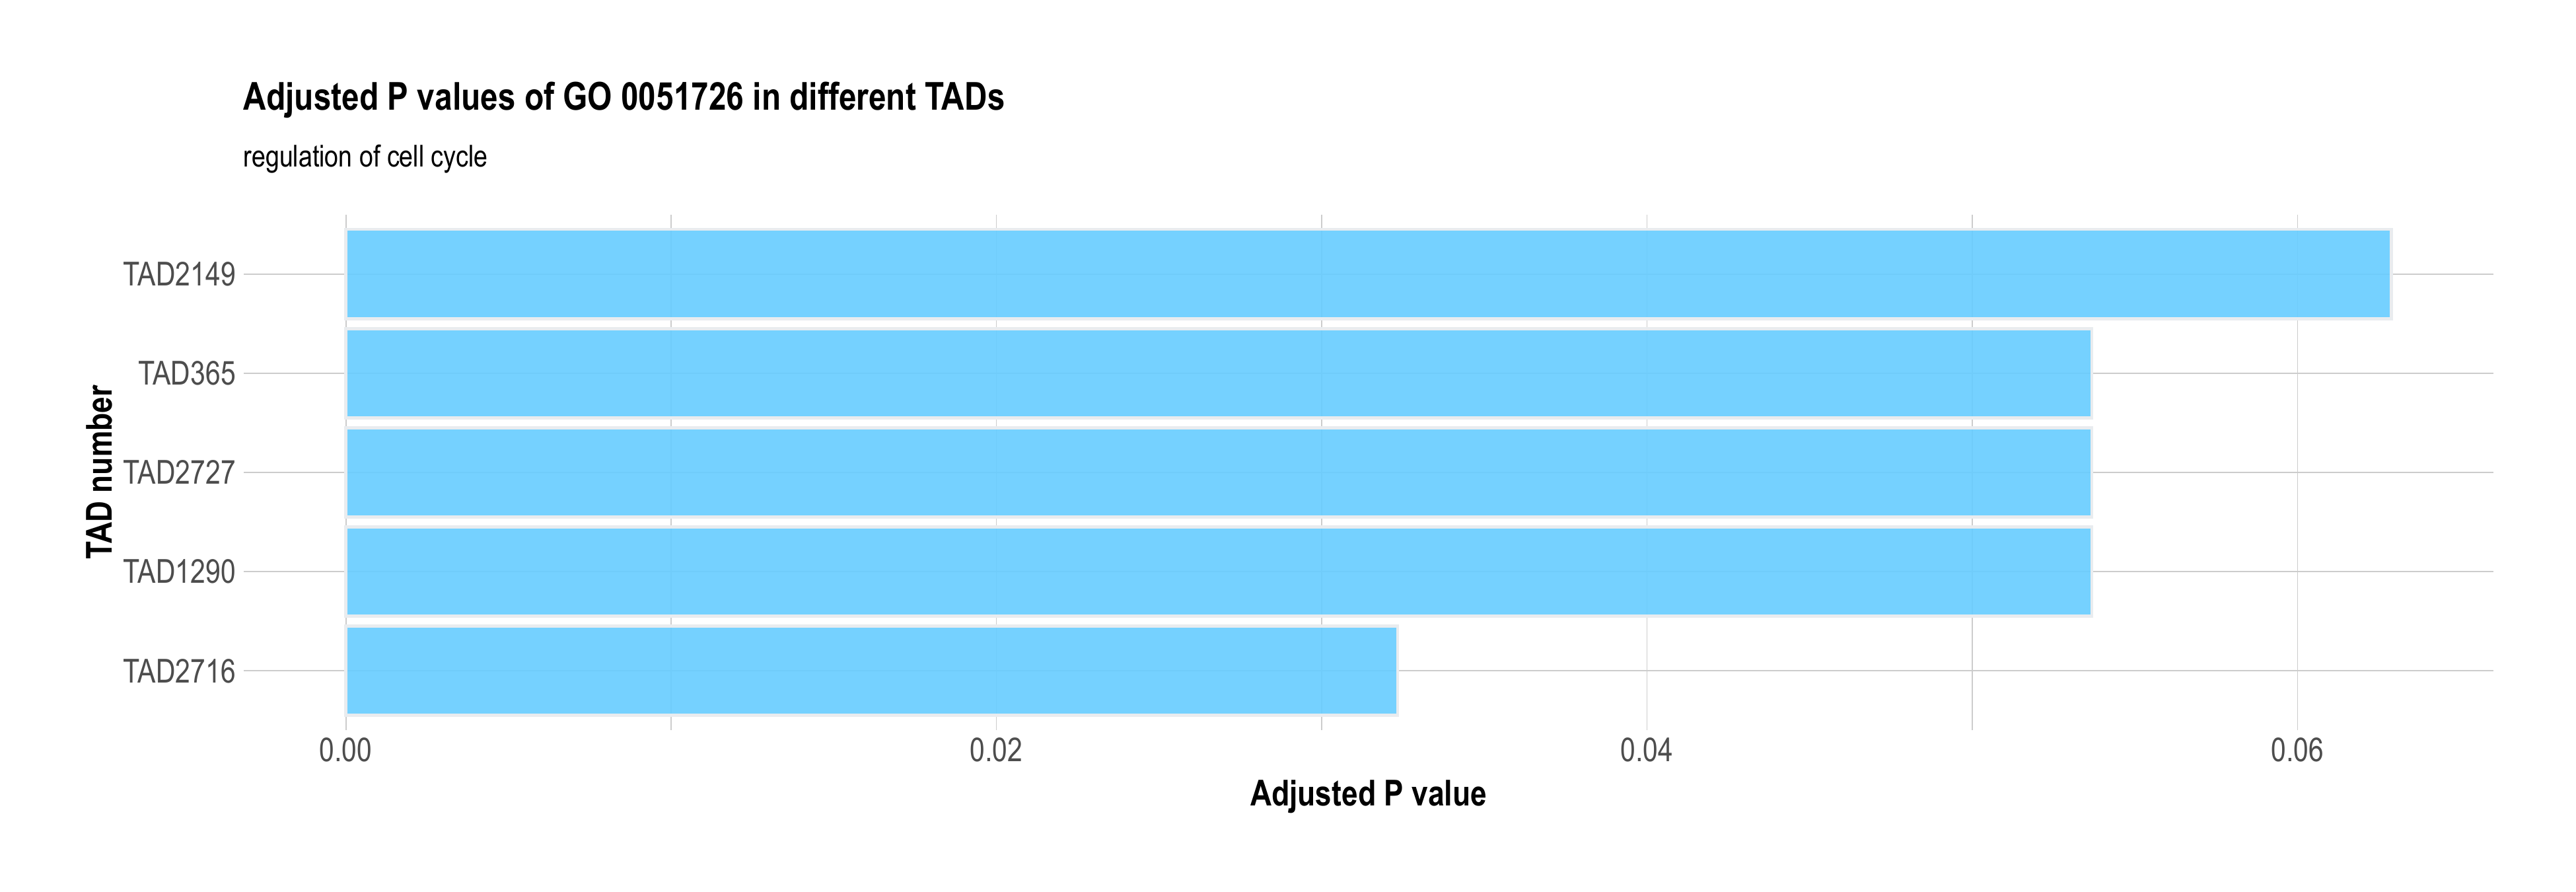 Adjusted P values of GO 0051726 in different TADs
regulation of cell cycle
TAD number
TAD2149
TAD365
TAD2727
TAD1290
TAD2716
0.00 0.02 0.04 0.06
Adjusted P value